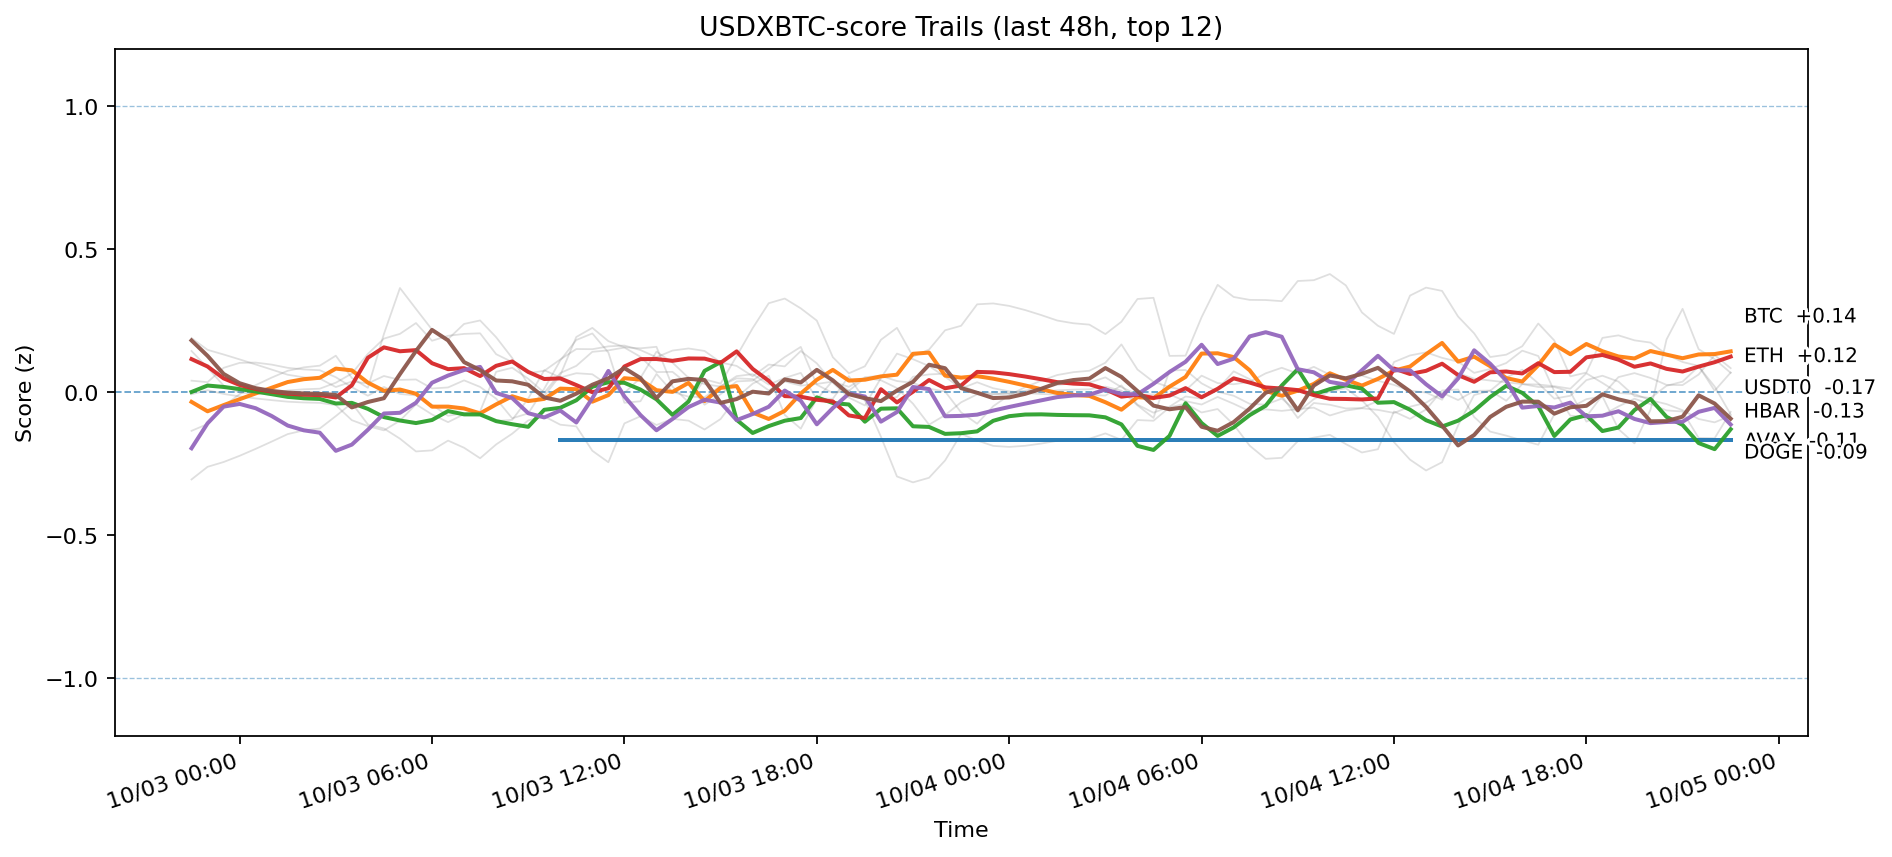 USDXBTC-score Trails (last 48h, top 12)
1.0
0.5
0.0
−0.5
−1.0
Score (z)
BTC +0.14
ETH +0.12
USDT0 -0.17
HBAR -0.13
AVAX -0.11
DOGE -0.09
10/03 00:00
10/03 06:00
10/03 12:00
10/03 18:00
10/04 00:00
10/04 06:00
10/04 12:00
10/04 18:00
10/05 00:00
Time